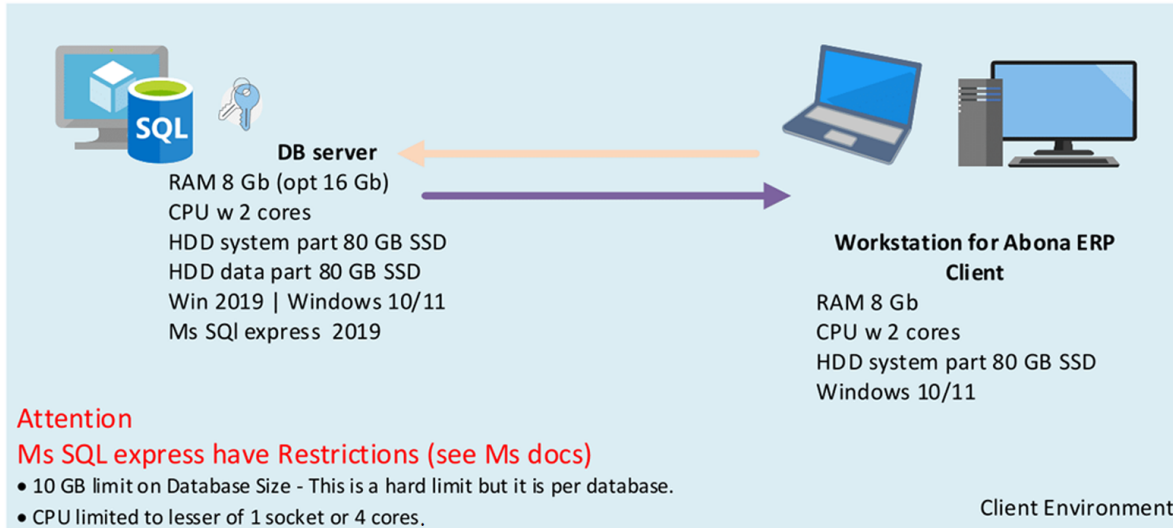 SQL
DB server
RAM 8 Gb (opt 16 Gb)
CPU w 2 cores
HDD system part 80 GB SSD
HDD data part 80 GB SSD
Win 2019 | Windows 10/11
Ms SQl express 2019
Workstation for Abona ERP
Client
RAM 8 Gb
CPU w 2 cores
HDD system part 80 GB SSD
Windows 10/11
Attention
Ms SQL express have Restrictions (see Ms docs)
• 10 GB limit on Database Size - This is a hard limit but it is per database.
• CPU limited to lesser of 1 socket or 4 cores.
Client Environment